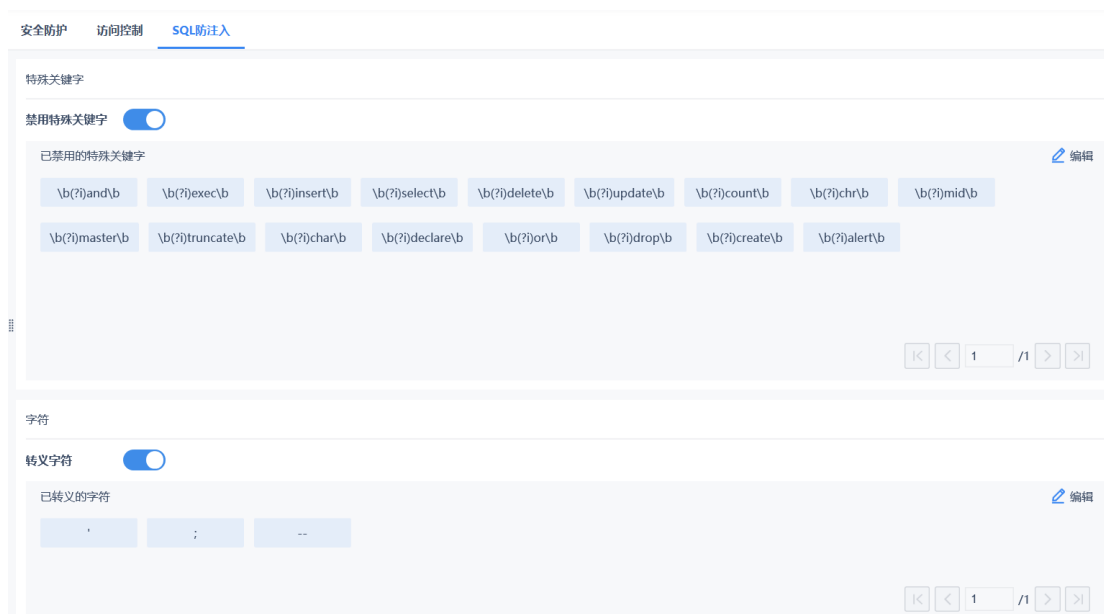 安全防护 访问控制 SQL防注入
特殊关键字
禁用特殊关键字
已禁用的特殊关键字 编辑
\b(?i)and\b \b(?i)exec\b \b(?i)insert\b \b(?i)select\b \b(?i)delete\b \b(?i)update\b \b(?i)count\b \b(?i)chr\b \b(?i)mid\b
\b(?i)master\b \b(?i)truncate\b \b(?i)char\b \b(?i)declare\b \b(?i)or\b \b(?i)drop\b \b(?i)create\b \b(?i)alert\b
1 /1
字符
转义字符
已转义的字符 编辑
' ; --
1 /1